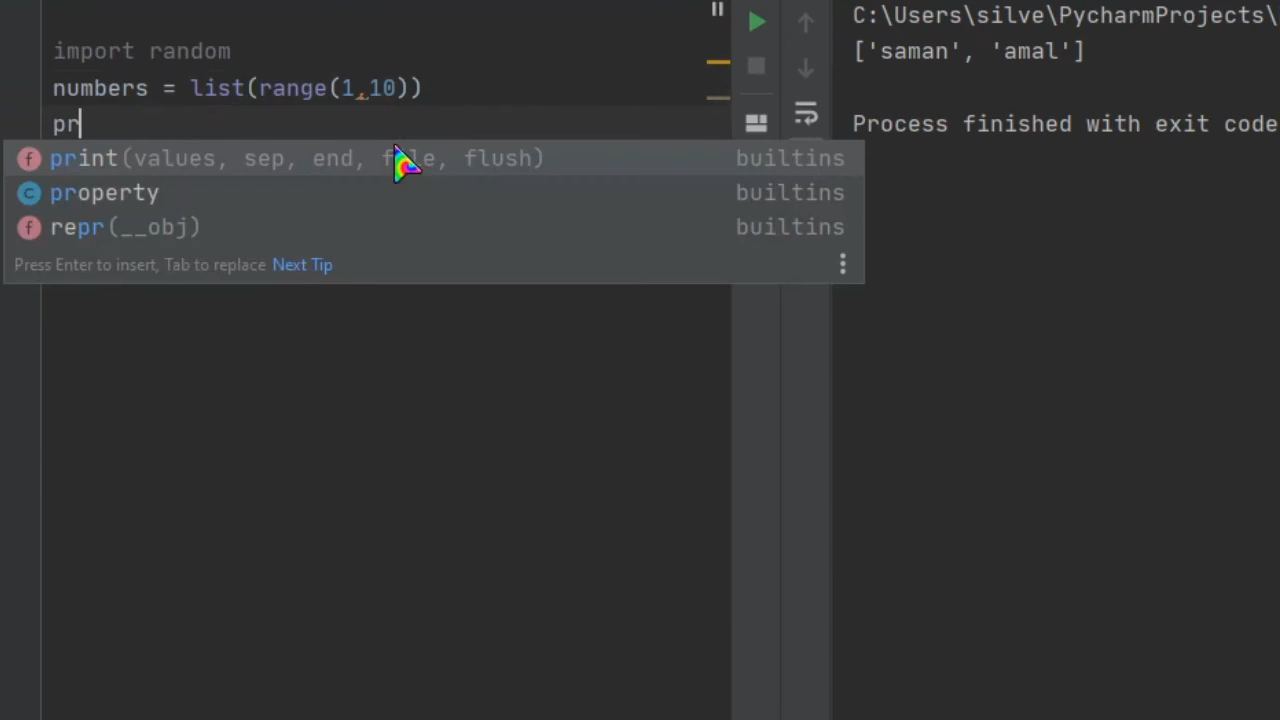 import random
numbers = list(range(1,10))
pr
print(values, sep, end, file, flush) builtins
property builtins
repr(__obj) builtins
Press Enter to insert, Tab to replace Next Tip
C:\Users\silve\PycharmProjects\
['saman', 'amal']
Process finished with exit code